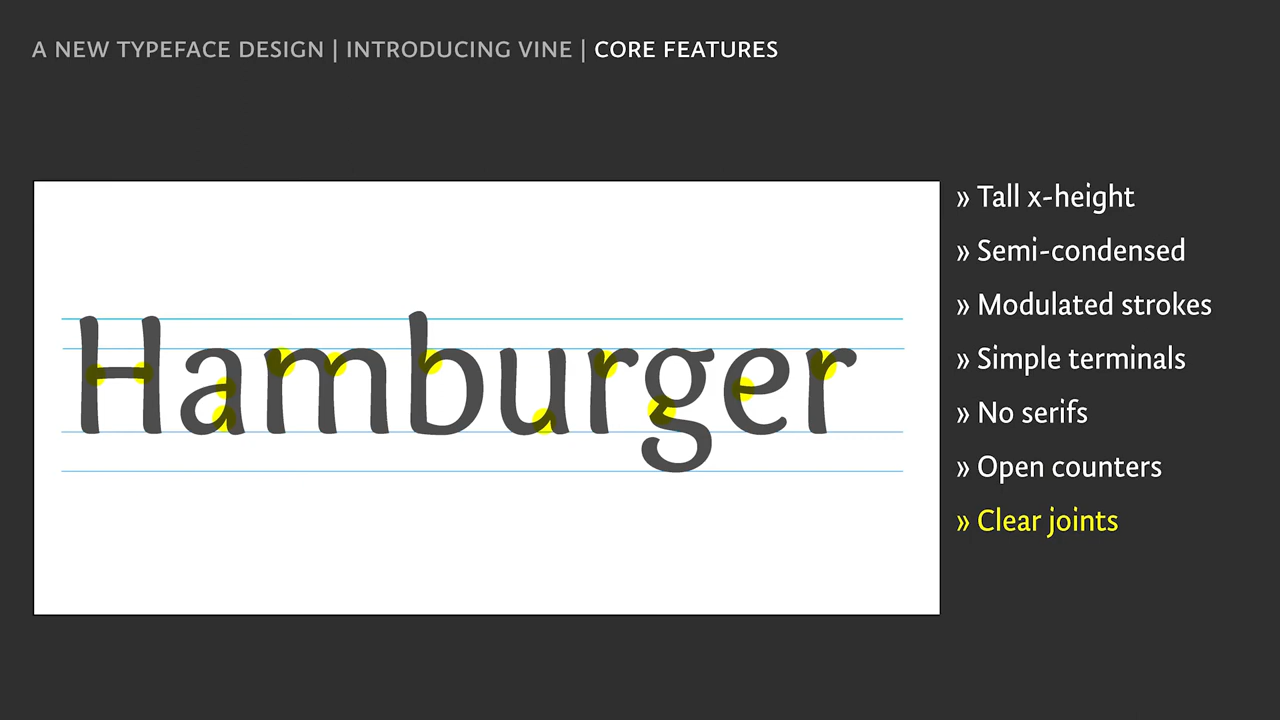 A NEW TYPEFACE DESIGN | INTRODUCING VINE | CORE FEATURES
Hamburger
» Tall x-height
» Semi-condensed
» Modulated strokes
» Simple terminals
» No serifs
» Open counters
» Clear joints